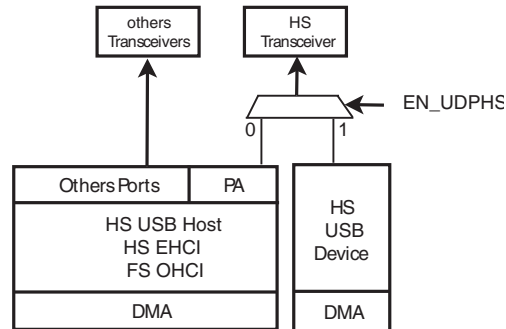 others
Transceivers
HS
Transceiver
EN_UDPHS
0
1
Others Ports
PA
HS USB Host
HS EHCI
FS OHCI
DMA
HS
USB
Device
DMA